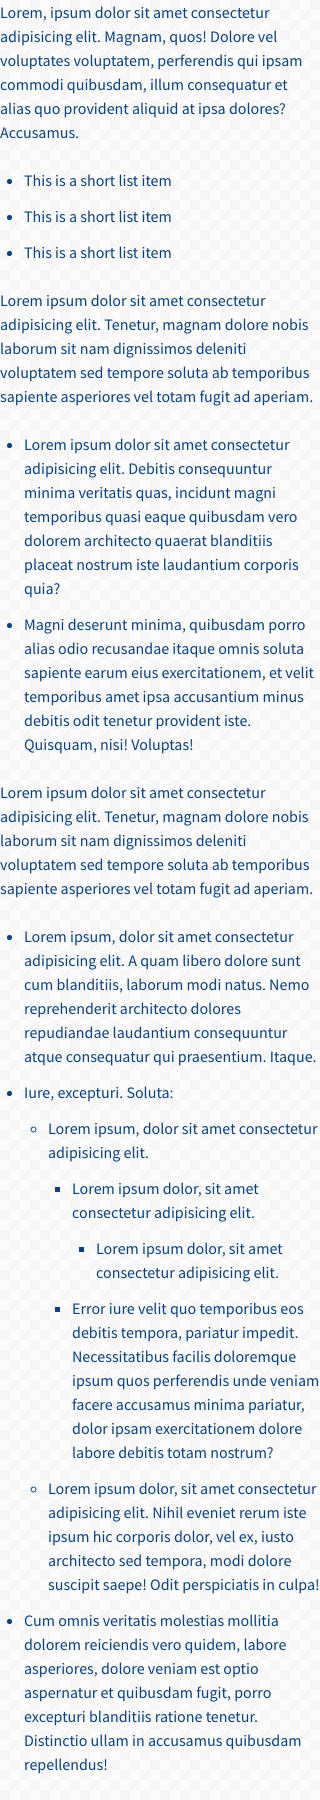 Lorem, ipsum dolor sit amet consectetur
adipisicing elit. Magnam, quos! Dolore vel
voluptates voluptatem, perferendis qui ipsam
commodi quibusdam, illum consequatur et
alias quo provident aliquid at ipsa dolores?
Accusamus.
• This is a short list item
• This is a short list item
• This is a short list item
Lorem ipsum dolor sit amet consectetur
adipisicing elit. Tenetur, magnam dolore nobis
laborum sit nam dignissimos deleniti
voluptatem sed tempore soluta ab temporibus
sapiente asperiores vel totam fugit ad aperiam.
• Lorem ipsum dolor sit amet consectetur
adipisicing elit. Debitis consequuntur
minima veritatis quas, incidunt magni
temporibus quasi eaque quibusdam vero
dolorem architecto quaerat blanditiis
placeat nostrum iste laudantium corporis
quia?
• Magni deserunt minima, quibusdam porro
alias odio recusandae itaque omnis soluta
sapiente earum eius exercitationem, et velit
temporibus amet ipsa accusantium minus
debitis odit tenetur provident iste.
Quisquam, nisi! Voluptas!
Lorem ipsum dolor sit amet consectetur
adipisicing elit. Tenetur, magnam dolore nobis
laborum sit nam dignissimos deleniti
voluptatem sed tempore soluta ab temporibus
sapiente asperiores vel totam fugit ad aperiam.
• Lorem ipsum, dolor sit amet consectetur
adipisicing elit. A quam libero dolore sunt
cum blanditiis, laborum modi natus. Nemo
reprehenderit architecto dolores
repudiandae laudantium consequuntur
atque consequatur qui praesentium. Itaque.
• Iure, excepturi. Soluta:
◦ Lorem ipsum, dolor sit amet consectetur
adipisicing elit.
▪ Lorem ipsum dolor, sit amet
consectetur adipisicing elit.
▪ Lorem ipsum dolor, sit amet
consectetur adipisicing elit.
▪ Error iure velit quo temporibus eos
debitis tempora, pariatur impedit.
Necessitatibus facilis doloremque
ipsum quos perferendis unde veniam
facere accusamus minima pariatur,
dolor ipsam exercitationem dolore
labore debitis totam nostrum?
◦ Lorem ipsum dolor, sit amet consectetur
adipisicing elit. Nihil eveniet rerum iste
ipsum hic corporis dolor, vel ex, iusto
architecto sed tempora, modi dolore
suscipit saepe! Odit perspiciatis in culpa!
• Cum omnis veritatis molestias mollitia
dolorem reiciendis vero quidem, labore
asperiores, dolore veniam est optio
aspernatur et quibusdam fugit, porro
excepturi blanditiis ratione tenetur.
Distinctio ullam in accusamus quibusdam
repellendus!